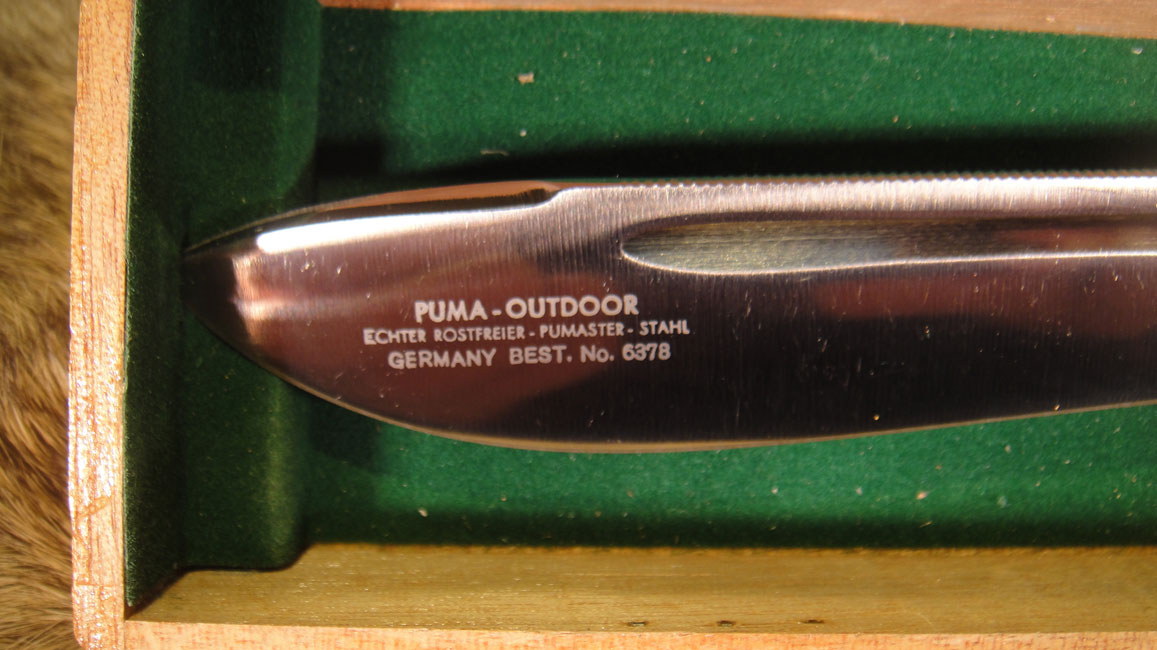 PUMA-OUTDOOR
ECHTER ROSTFREIER - PUMASTER - STAHL
GERMANY BEST. No. 6378